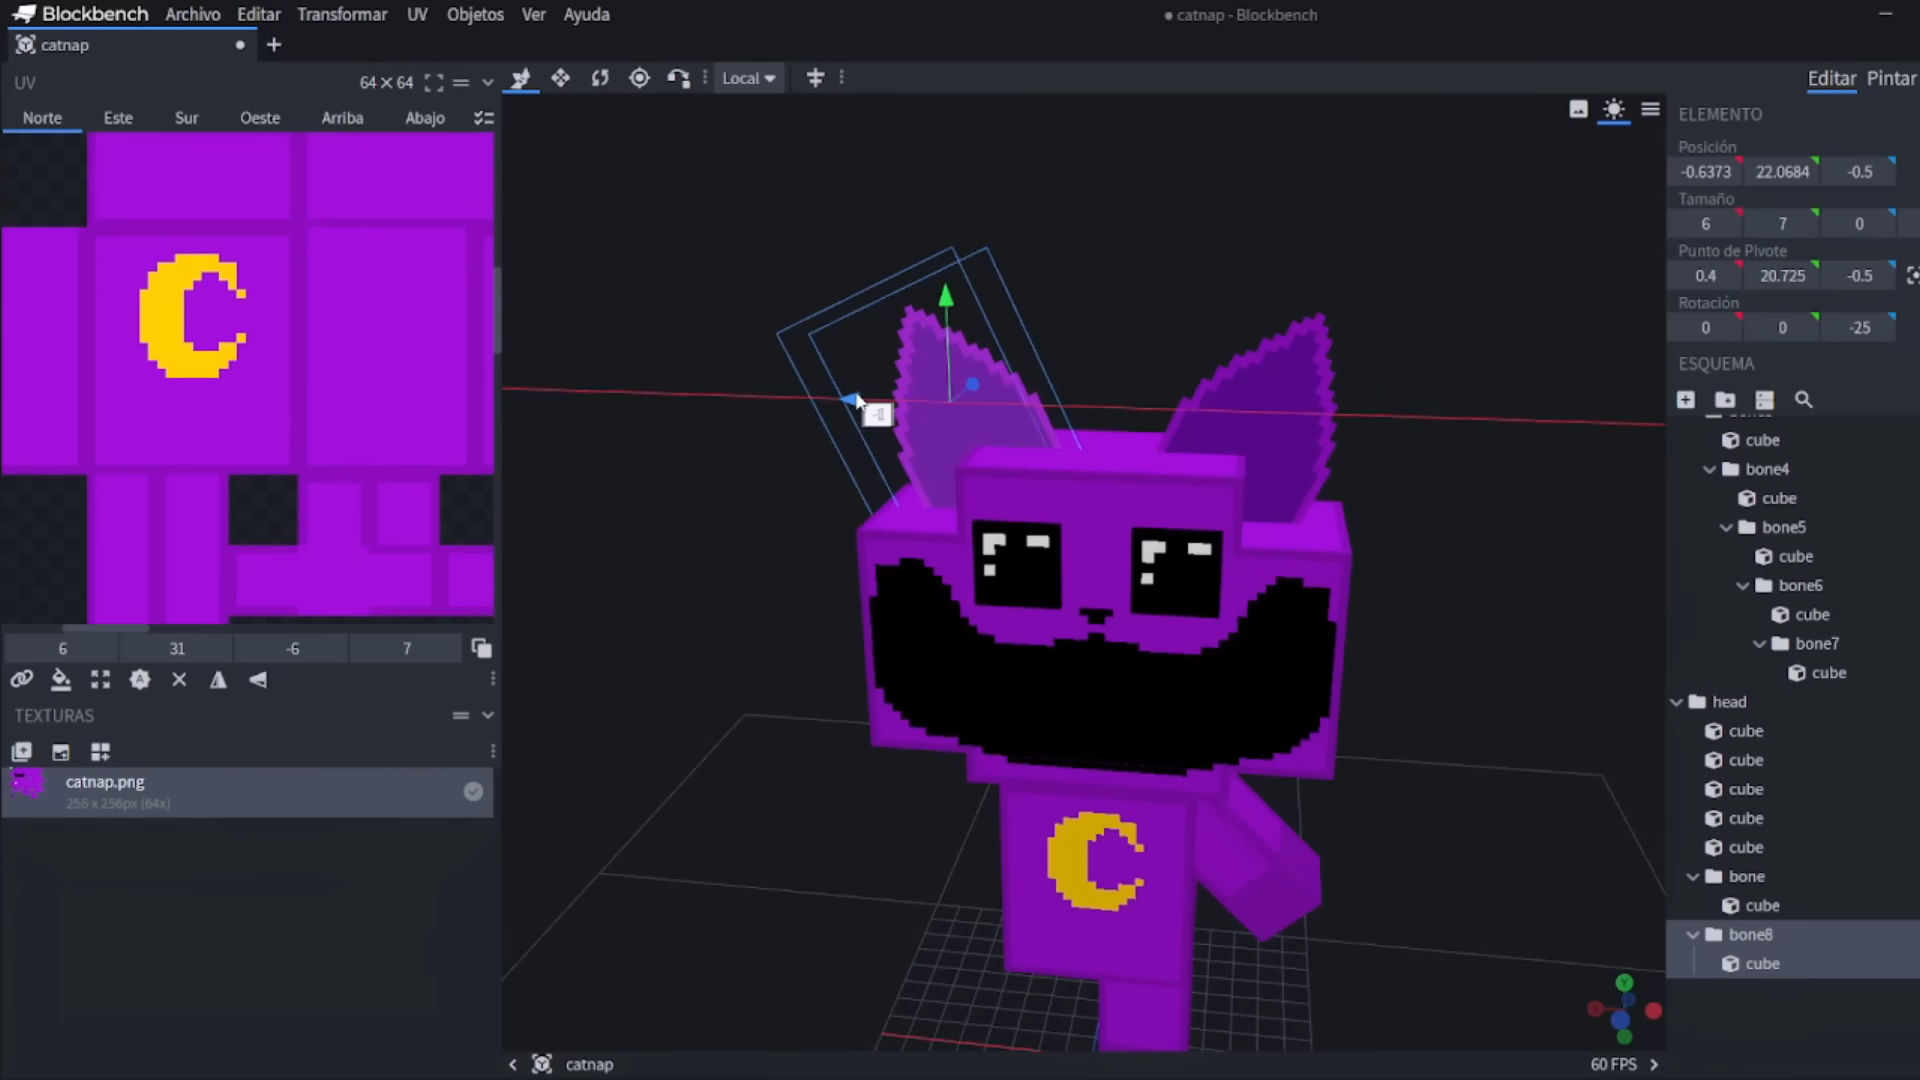 Blockbench Archivo Editar Transformar UV Objetos Ver Ayuda
catnap - Blockbench
catnap
UV
64×64
Local
Editar Pintar
Norte Este Sur Oeste Arriba Abajo
ELEMENTO
Posición
-0.6373 22.0684 -0.5
Tamaño
6 7 0
Punto de Pivote
0.4 20.725 -0.5
Rotación
0 0 -25
ESQUEMA
cube
bone4
cube
bone5
cube
bone6
cube
bone7
cube
head
cube
cube
cube
cube
cube
bone
cube
bone8
cube
6 31 -6 7
TEXTURAS
catnap.png
256 x 256px (64x)
catnap
60 FPS